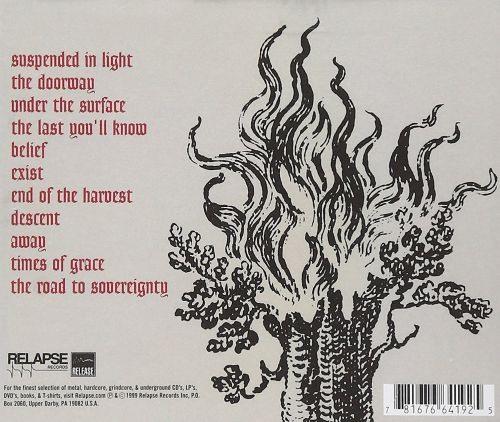 suspended in light
the doorway
under the surface
the last you'll know
belief
exist
end of the harvest
descent
away
times of grace
the road to sovereignty
RELAPSE
RECORDS
RELEASE
For the finest selection of metal, hardcore, grindcore, & underground CD's, LP's,
DVD's, books, & T-shirts, visit Relapse.com ℗ & © 1999 Relapse Records Inc, P.O.
Box 2060, Upper Darby, PA 19082 U.S.A.
7 81676 64192 5